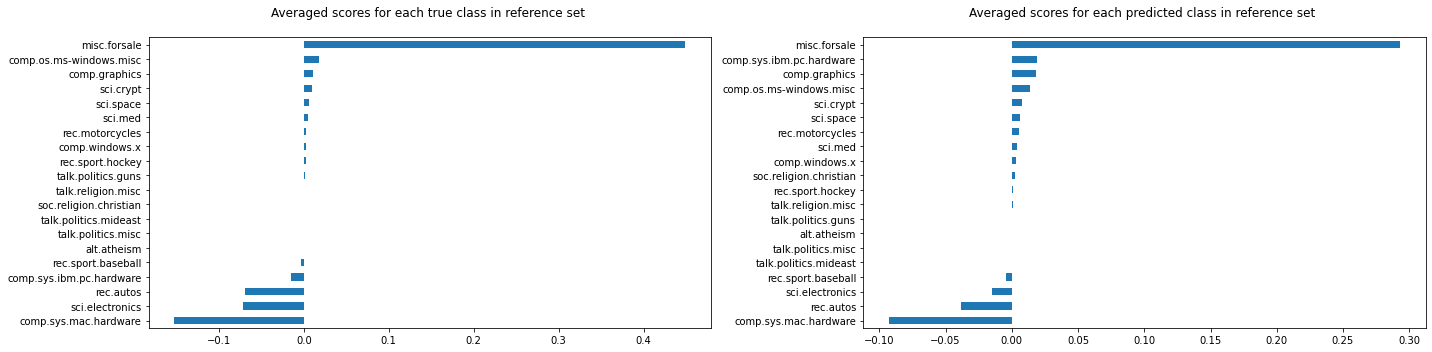 Averaged scores for each true class in reference set
misc.forsale
comp.os.ms-windows.misc
comp.graphics
sci.crypt
sci.space
sci.med
rec.motorcycles
comp.windows.x
rec.sport.hockey
talk.politics.guns
talk.religion.misc
soc.religion.christian
talk.politics.mideast
talk.politics.misc
alt.atheism
rec.sport.baseball
comp.sys.ibm.pc.hardware
rec.autos
sci.electronics
comp.sys.mac.hardware
−0.1 0.0 0.1 0.2 0.3 0.4
Averaged scores for each predicted class in reference set
misc.forsale
comp.sys.ibm.pc.hardware
comp.graphics
comp.os.ms-windows.misc
sci.crypt
sci.space
rec.motorcycles
sci.med
comp.windows.x
soc.religion.christian
rec.sport.hockey
talk.religion.misc
talk.politics.guns
alt.atheism
talk.politics.misc
talk.politics.mideast
rec.sport.baseball
sci.electronics
rec.autos
comp.sys.mac.hardware
−0.10 −0.05 0.00 0.05 0.10 0.15 0.20 0.25 0.30